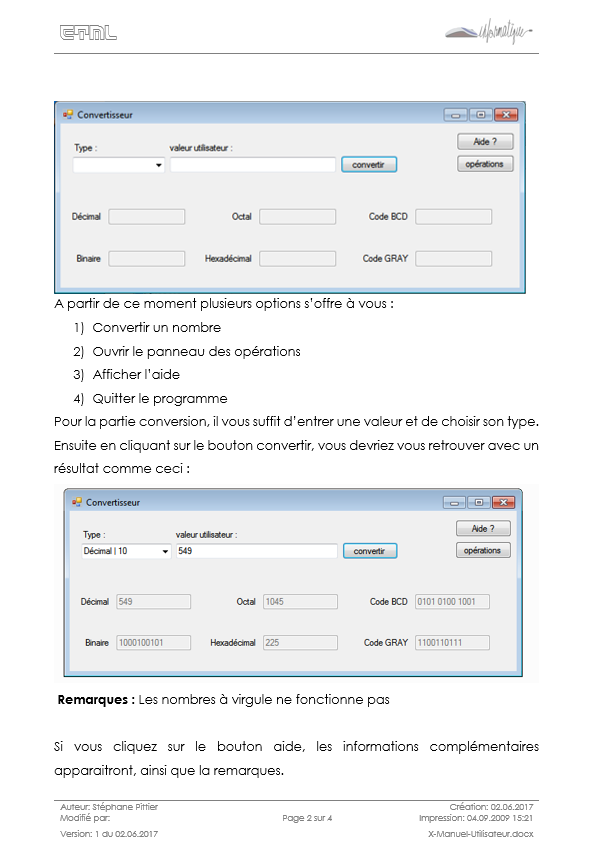 ETML informatique
Convertisseur
Type : valeur utilisateur : Aide ?
convertir opérations
Décimal Octal Code BCD
Binaire Hexadécimal Code GRAY
A partir de ce moment plusieurs options s’offre à vous :
1) Convertir un nombre
2) Ouvrir le panneau des opérations
3) Afficher l’aide
4) Quitter le programme
Pour la partie conversion, il vous suffit d’entrer une valeur et de choisir son type.
Ensuite en cliquant sur le bouton convertir, vous devriez vous retrouver avec un
résultat comme ceci :
Convertisseur
Type : valeur utilisateur : Aide ?
Décimal | 10 549 convertir opérations
Décimal 549 Octal 1045 Code BCD 0101 0100 1001
Binaire 1000100101 Hexadécimal 225 Code GRAY 1100110111
Remarques : Les nombres à virgule ne fonctionne pas
Si vous cliquez sur le bouton aide, les informations complémentaires
apparaitront, ainsi que la remarques.
Auteur: Stéphane Pittier Création: 02.06.2017
Modifié par: Page 2 sur 4 Impression: 04.09.2009 15:21
Version: 1 du 02.06.2017 X-Manuel-Utilisateur.docx